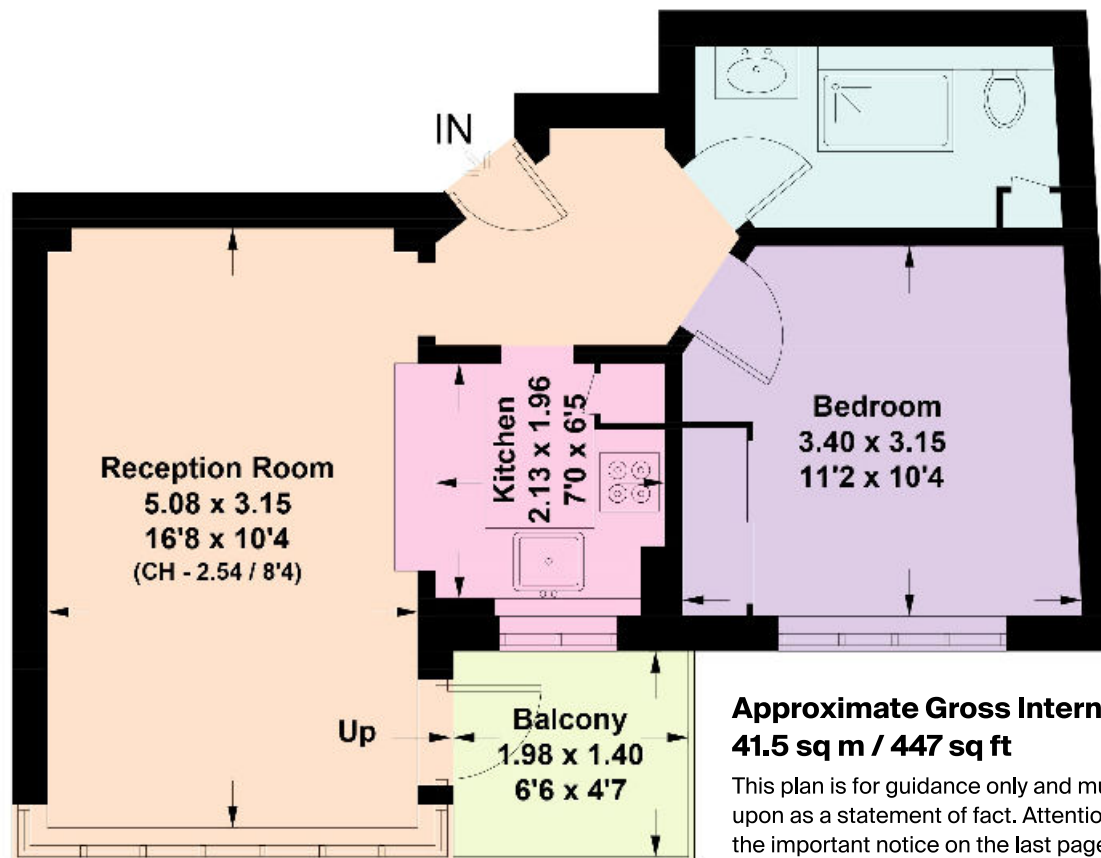 IN
Reception Room
5.08 x 3.15
16'8 x 10'4
(CH - 2.54 / 8'4)
Kitchen
2.13 x 1.96
7'0 x 6'5
Bedroom
3.40 x 3.15
11'2 x 10'4
Up
Balcony
1.98 x 1.40
6'6 x 4'7
Approximate Gross Intern
41.5 sq m / 447 sq ft
This plan is for guidance only and mu
upon as a statement of fact. Attentio
the important notice on the last page